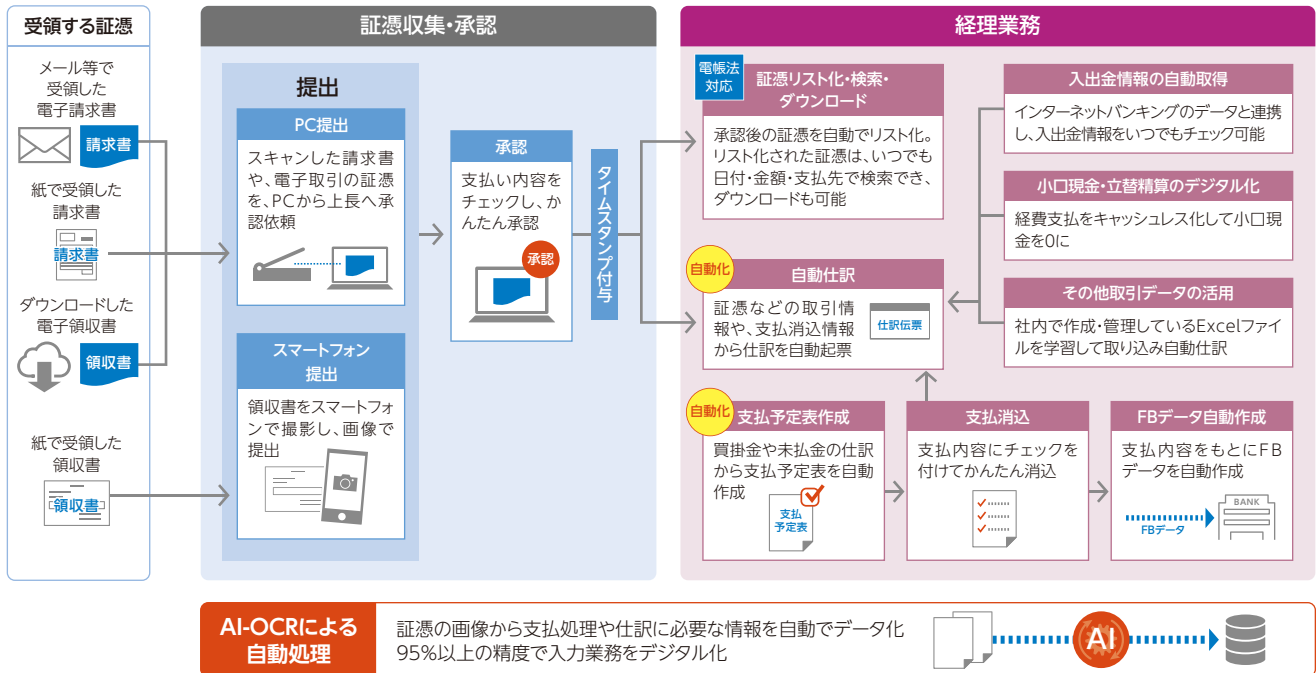 受領する証憑
メール等で
受領した
電子請求書
請求書
紙で受領した
請求書
請求書
ダウンロードした
電子領収書
領収書
紙で受領した
領収書
領収書
証憑収集・承認
提出
PC提出
スキャンした請求書
や、電子取引の証憑
を、PCから上長へ承
認依頼
スマートフォン
提出
領収書をスマートフォ
ンで撮影し、画像で
提出
承認
支払い内容を
チェックし、か
んたん承認
承認
タイムスタンプ付与
経理業務
電帳法
対応
証憑リスト化・検索・
ダウンロード
承認後の証憑を自動でリスト化。
リスト化された証憑は、いつでも
日付・金額・支払先で検索でき、
ダウンロードも可能
自動化
自動仕訳
証憑などの取引情
報や、支払消込情報
から仕訳を自動起票
仕訳伝票
入出金情報の自動取得
インターネットバンキングのデータと連携
し、入出金情報をいつでもチェック可能
小口現金・立替精算のデジタル化
経費支払をキャッシュレス化して小口現
金を0に
その他取引データの活用
社内で作成・管理しているExcelファイ
ルを学習して取り込み自動仕訳
自動化
支払予定表作成
買掛金や未払金の仕訳
から支払予定表を自動
作成
支払
予定表
支払消込
支払内容にチェックを
付けてかんたん消込
FBデータ自動作成
支払内容をもとにFB
データを自動作成
BANK
FBデータ
AI-OCRによる
自動処理
証憑の画像から支払処理や仕訳に必要な情報を自動でデータ化
95%以上の精度で入力業務をデジタル化
AI